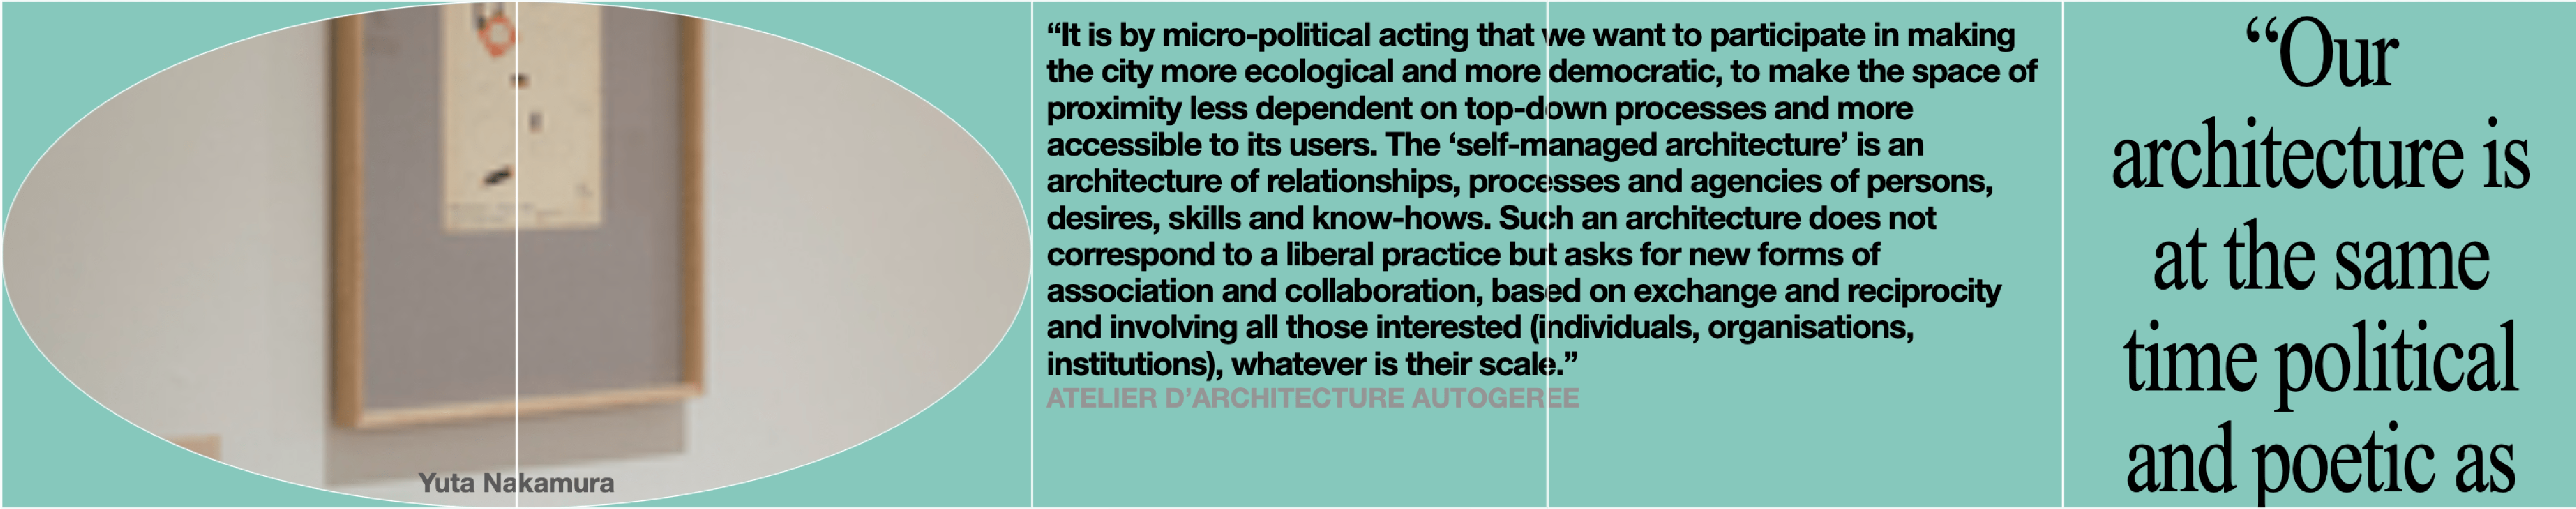 Yuta Nakamura
“It is by micro-political acting that we want to participate in making
the city more ecological and more democratic, to make the space of
proximity less dependent on top-down processes and more
accessible to its users. The ‘self-managed architecture’ is an
architecture of relationships, processes and agencies of persons,
desires, skills and know-hows. Such an architecture does not
correspond to a liberal practice but asks for new forms of
association and collaboration, based on exchange and reciprocity
and involving all those interested (individuals, organisations,
institutions), whatever is their scale.”
ATELIER D’ARCHITECTURE AUTOGEREE
“Our
architecture is
at the same
time political
and poetic as